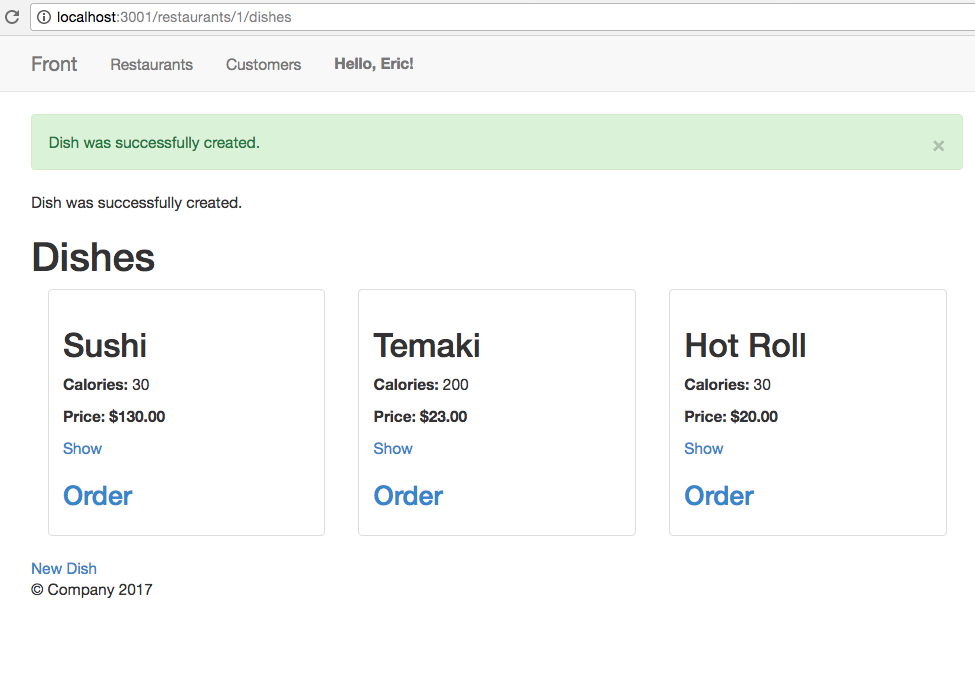 localhost:3001/restaurants/1/dishes
Front Restaurants Customers Hello, Eric!
Dish was successfully created. ×
Dish was successfully created.
Dishes
Sushi
Calories: 30
Price: $130.00
Show
Order
Temaki
Calories: 200
Price: $23.00
Show
Order
Hot Roll
Calories: 30
Price: $20.00
Show
Order
New Dish
© Company 2017